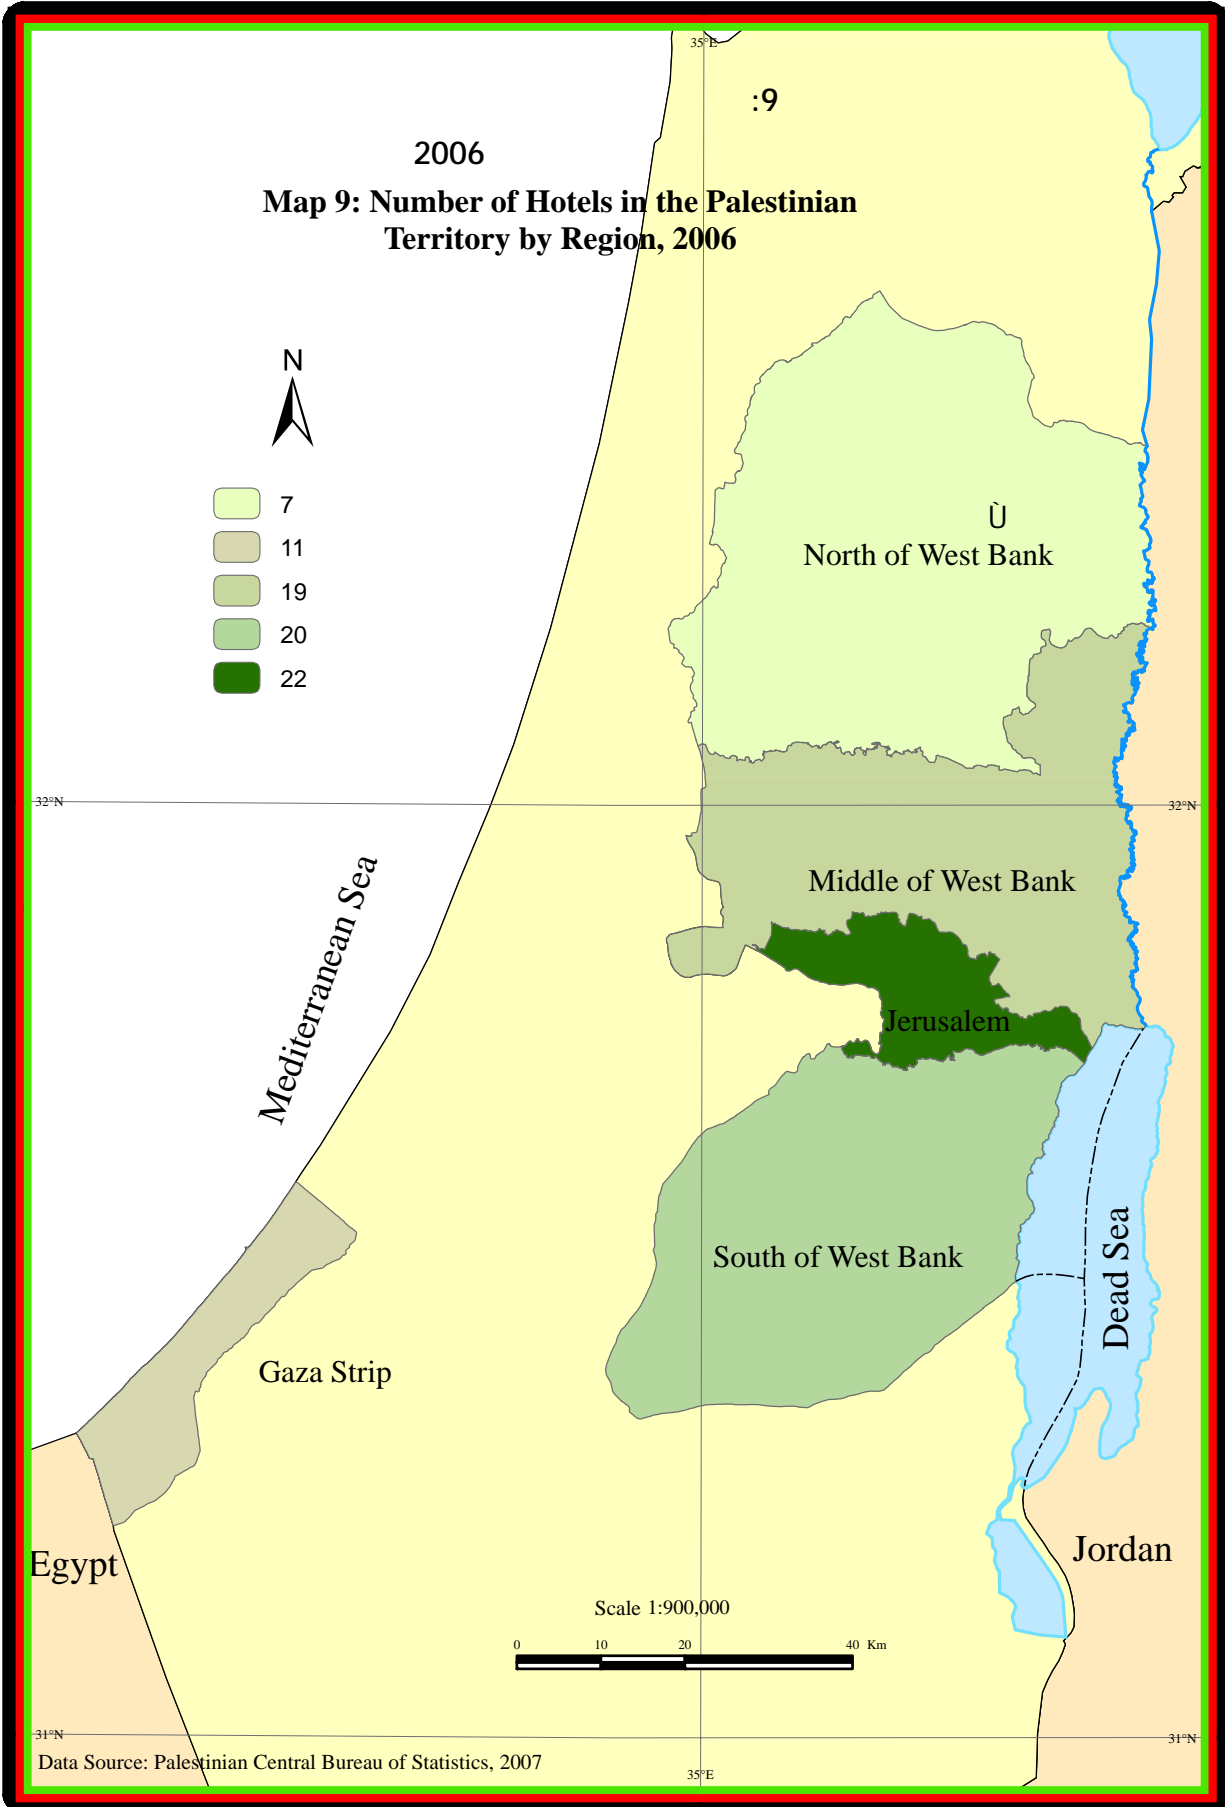 35°E
:9
2006
Map 9: Number of Hotels in the Palestinian
Territory by Region, 2006
N
7
11
19
20
22
Ù
North of West Bank
32°N
32°N
Middle of West Bank
Mediterranean Sea
Jerusalem
South of West Bank
Dead Sea
Gaza Strip
Egypt
Jordan
Scale 1:900,000
0 10 20 40 Km
31°N
31°N
Data Source: Palestinian Central Bureau of Statistics, 2007
35°E